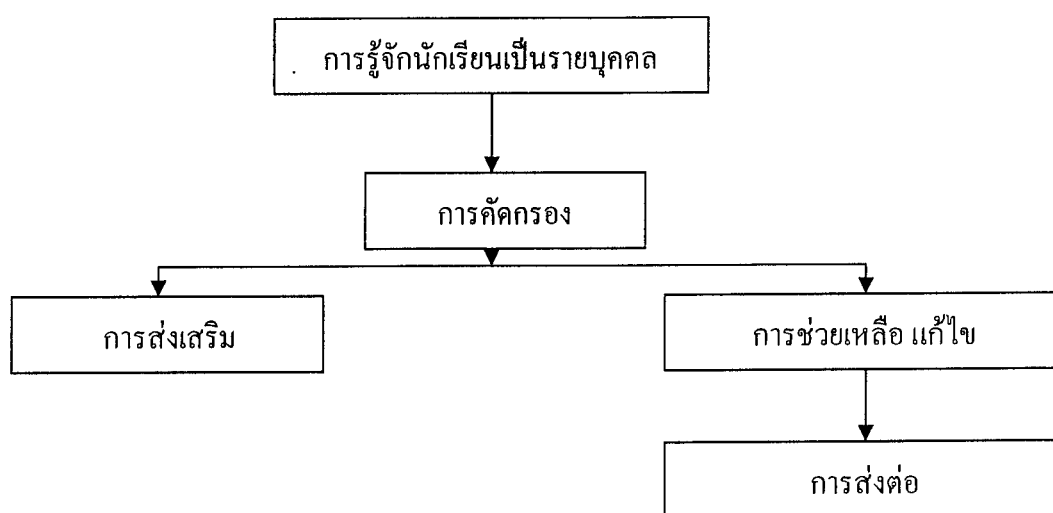 การรู้จักนักเรียนเป็นรายบุคคล
การคัดกรอง
การส่งเสริม
การช่วยเหลือ แก้ไข
การส่งต่อ